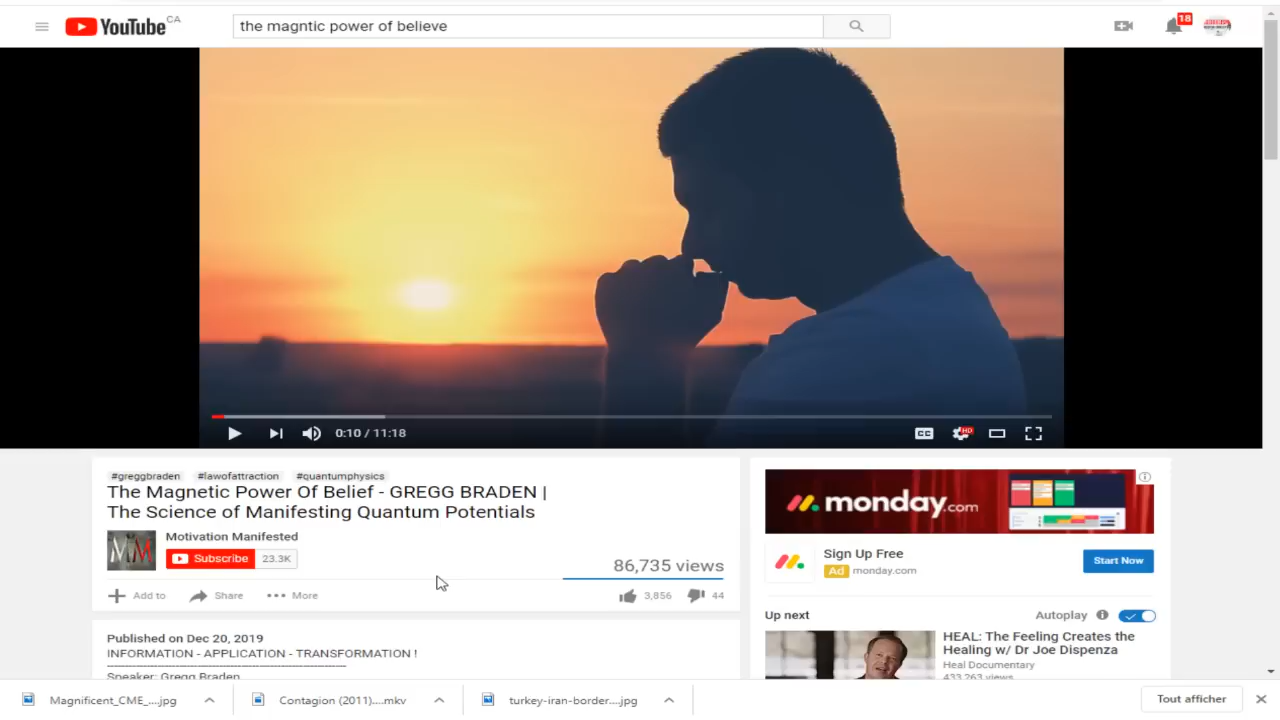 YouTube CA
the magntic power of believe
18
0:10 / 11:18
CC
HD
#greggbraden #lawofattraction #quantumphysics
The Magnetic Power Of Belief - GREGG BRADEN |
The Science of Manifesting Quantum Potentials
MM
Motivation Manifested
Subscribe 23.3K
86,735 views
Add to Share More
3,856 44
Published on Dec 20, 2019
INFORMATION - APPLICATION - TRANSFORMATION !
Speaker: Gregg Braden
monday.com
Sign Up Free
Ad monday.com
Start Now
Up next
Autoplay
HEAL: The Feeling Creates the
Healing w/ Dr Joe Dispenza
Heal Documentary
433,263 views
Magnificent_CME_....jpg
Contagion (2011)....mkv
turkey-iran-border....jpg
Tout afficher